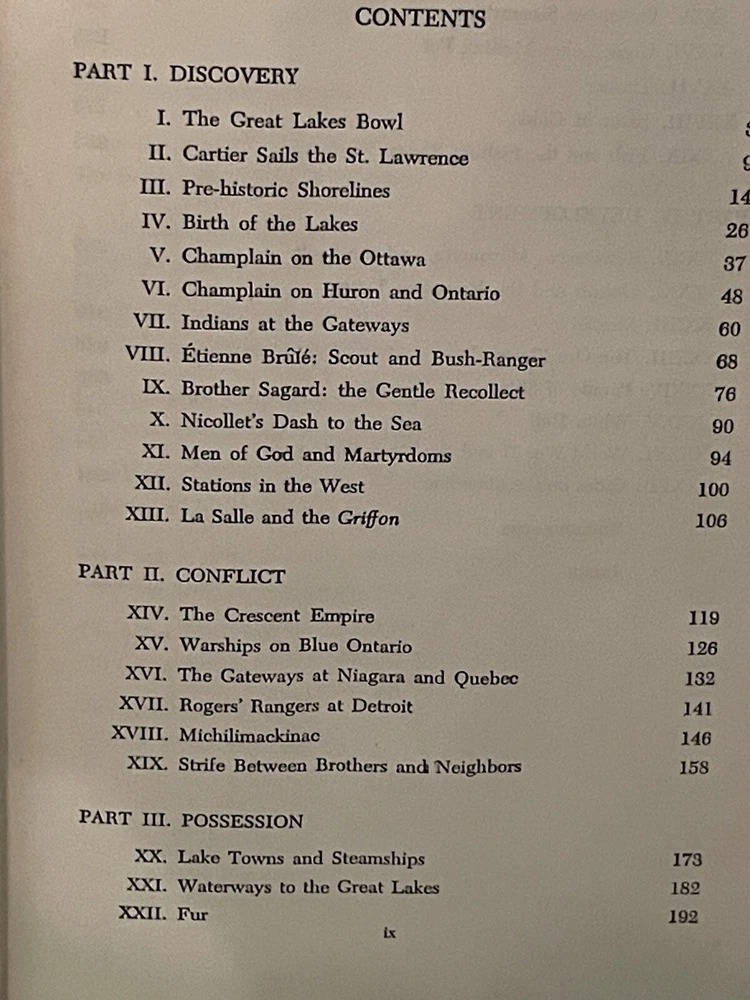 CONTENTS
PART I. DISCOVERY
I. The Great Lakes Bowl
II. Cartier Sails the St. Lawrence
III. Pre-historic Shorelines 14
IV. Birth of the Lakes 26
V. Champlain on the Ottawa 37
VI. Champlain on Huron and Ontario 48
VII. Indians at the Gateways 60
VIII. Étienne Brûlé: Scout and Bush-Ranger 68
IX. Brother Sagard: the Gentle Recollect 76
X. Nicollet's Dash to the Sea 90
XI. Men of God and Martyrdoms 94
XII. Stations in the West 100
XIII. La Salle and the Griffon 106
PART II. CONFLICT
XIV. The Crescent Empire 119
XV. Warships on Blue Ontario 126
XVI. The Gateways at Niagara and Quebec 132
XVII. Rogers' Rangers at Detroit 141
XVIII. Michilimackinac 146
XIX. Strife Between Brothers and Neighbors 158
PART III. POSSESSION
XX. Lake Towns and Steamships 173
XXI. Waterways to the Great Lakes 182
XXII. Fur 192
ix